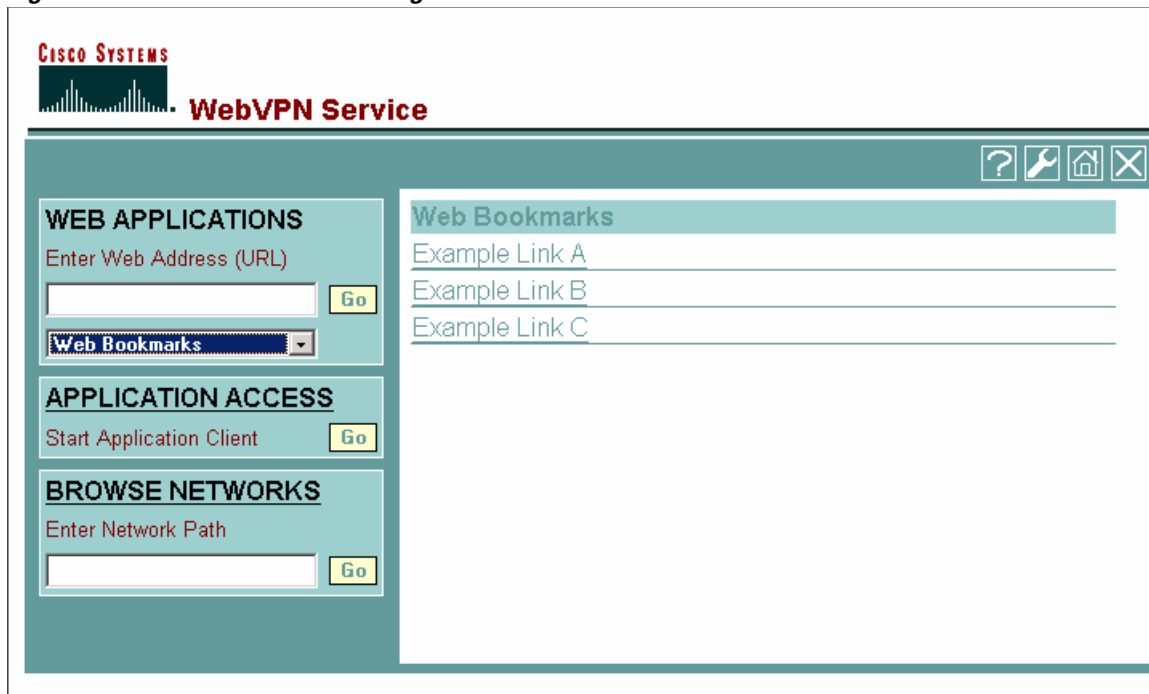 CISCO SYSTEMS
WebVPN Service
?
WEB APPLICATIONS
Enter Web Address (URL)
Go
Web Bookmarks
APPLICATION ACCESS
Start Application Client
Go
BROWSE NETWORKS
Enter Network Path
Go
Web Bookmarks
Example Link A
Example Link B
Example Link C